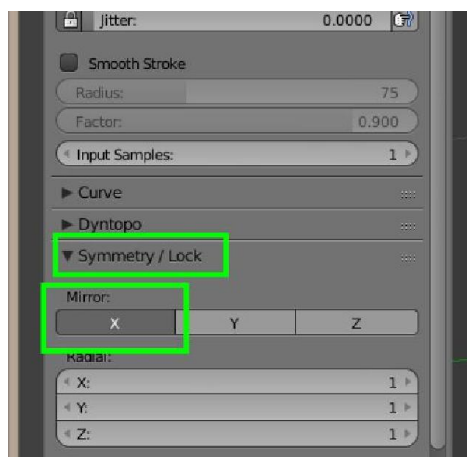 Jitter: 0.0000
Smooth Stroke
Radius: 75
Factor: 0.900
Input Samples: 1
Curve
Dyntopo
Symmetry / Lock
Mirror:
X Y Z
Radial:
X: 1
Y: 1
Z: 1